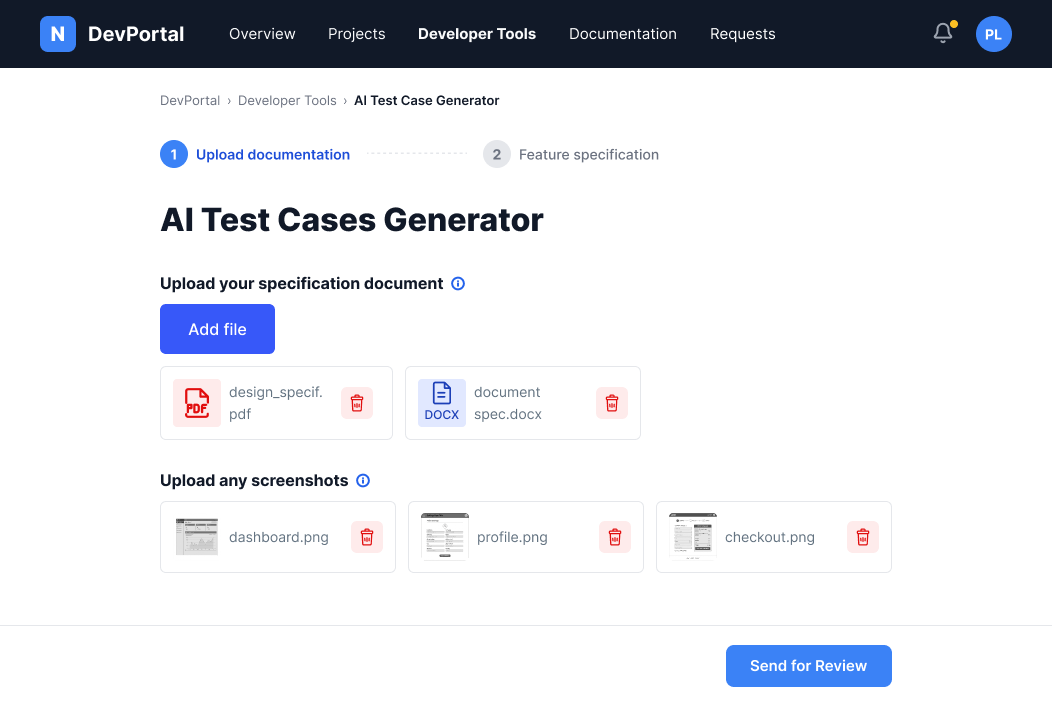 N DevPortal Overview Projects Developer Tools Documentation Requests PL
DevPortal › Developer Tools › AI Test Case Generator
1 Upload documentation 2 Feature specification
AI Test Cases Generator
Upload your specification document
Add file
PDF
design_specif.
pdf
DOCX
document
spec.docx
Upload any screenshots
dashboard.png profile.png checkout.png
Send for Review